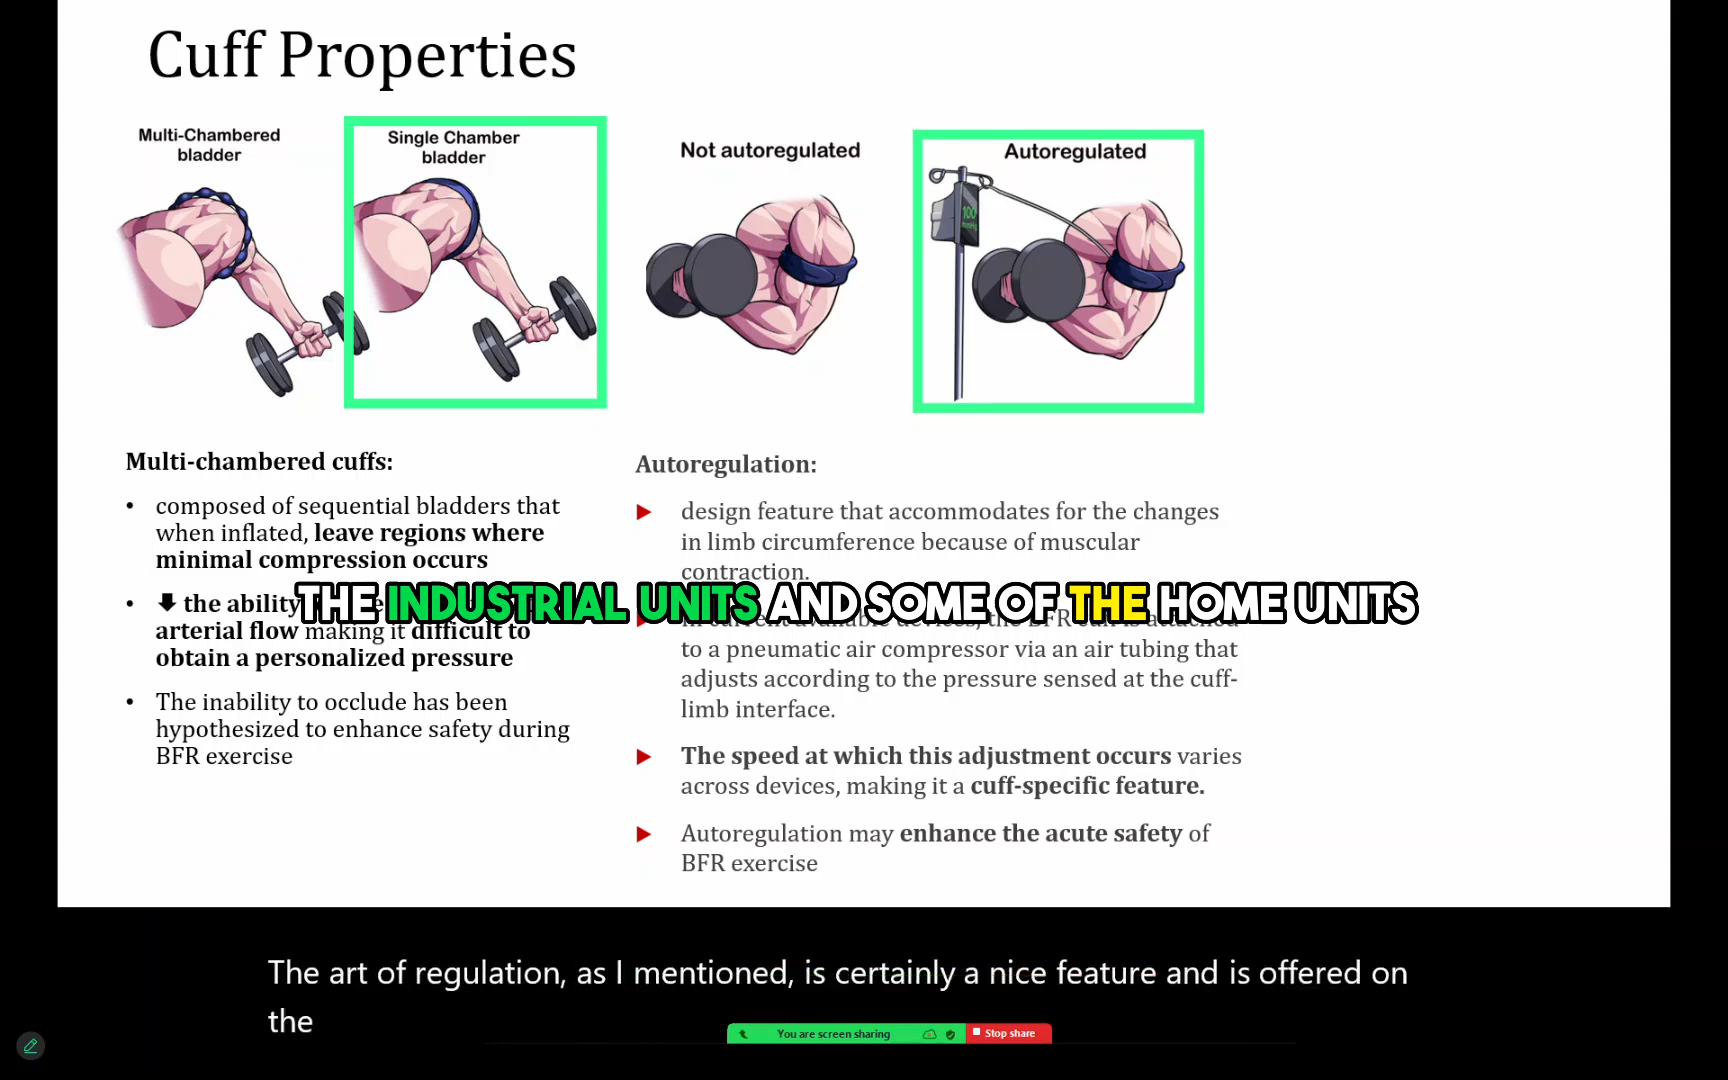 Cuff Properties
Multi-Chambered
bladder
Single Chamber
bladder
Not autoregulated
Autoregulated
100
mmHg
Multi-chambered cuffs:
• composed of sequential bladders that
when inflated, leave regions where
minimal compression occurs
• 🡇 the ability
arterial flow making it difficult to
obtain a personalized pressure
• The inability to occlude has been
hypothesized to enhance safety during
BFR exercise
Autoregulation:
design feature that accommodates for the changes
in limb circumference because of muscular
contraction.
THE INDUSTRIAL UNITS AND SOME OF THE HOME UNITS
to a pneumatic air compressor via an air tubing that
adjusts according to the pressure sensed at the cuff-
limb interface.
The speed at which this adjustment occurs varies
across devices, making it a cuff-specific feature.
Autoregulation may enhance the acute safety of
BFR exercise
The art of regulation, as I mentioned, is certainly a nice feature and is offered on
the
You are screen sharing
Stop share